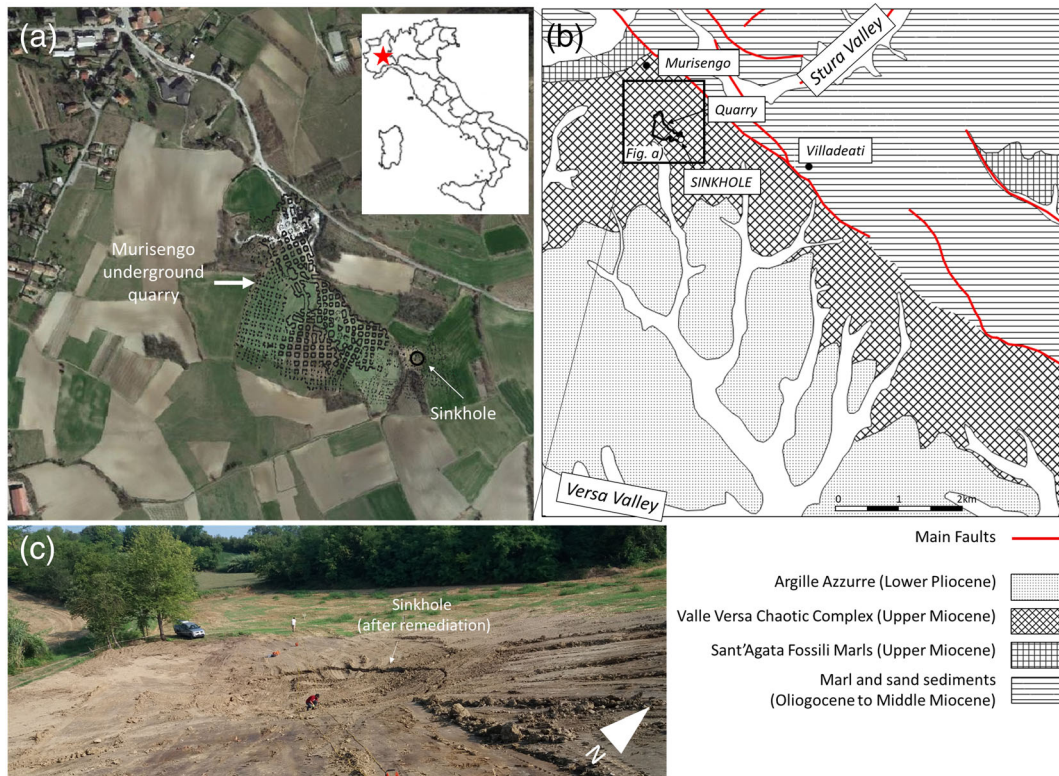 (a)
Murisengo
underground
quarry
Sinkhole
(b)
Murisengo
Stura Valley
Quarry
Fig. a)
Villadeati
SINKHOLE
Versa Valley
0 1 2km
(c)
Sinkhole
(after remediation)
N
Main Faults
Argille Azzurre (Lower Pliocene)
Valle Versa Chaotic Complex (Upper Miocene)
Sant'Agata Fossili Marls (Upper Miocene)
Marl and sand sediments
(Oliogocene to Middle Miocene)